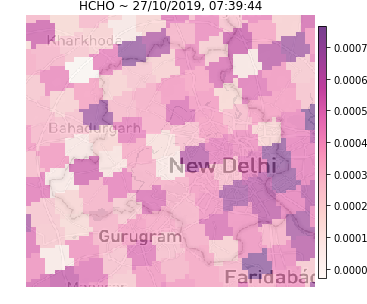 HCHO ~ 27/10/2019, 07:39:44
Kharkhoda
0.0007
0.0006
Bahadurgarh
0.0005
0.0004
New Delhi
0.0003
0.0002
Gurugram
0.0001
Faridabad
0.0000